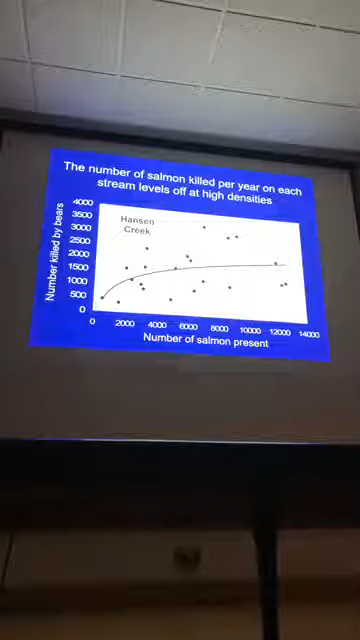 The number of salmon killed per year on each
stream levels off at high densities
Number killed by bears
4000
3500
3000
2500
2000
1500
1000
500
0
Hansen
Creek
0 2000 4000 6000 8000 10000 12000 14000
Number of salmon present